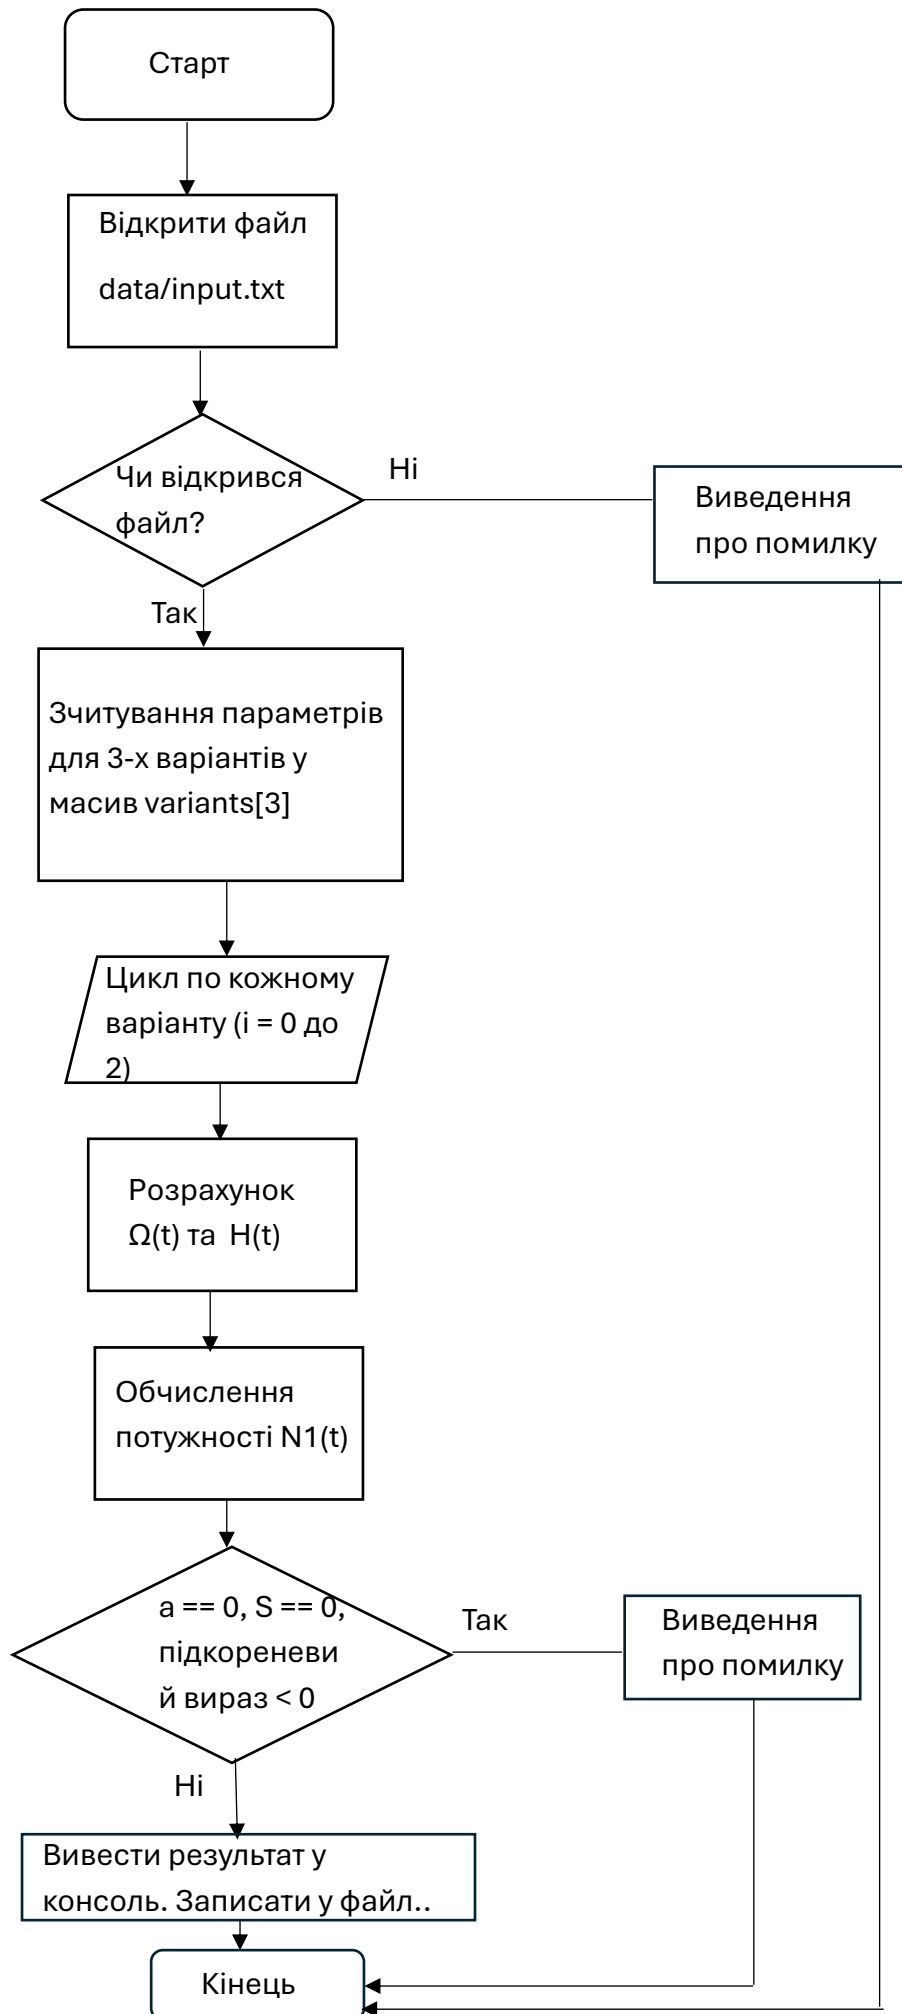 Старт
Відкрити файл
data/input.txt
Чи відкрився
файл?
Ні
Виведення
про помилку
Так
Зчитування параметрів
для 3-х варіантів у
масив variants[3]
Цикл по кожному
варіанту (i = 0 до
2)
Розрахунок
Ω(t) та H(t)
Обчислення
потужності N1(t)
a == 0, S == 0,
підкореневи
й вираз < 0
Так
Виведення
про помилку
Ні
Вивести результат у
консоль. Записати у файл..
Кінець